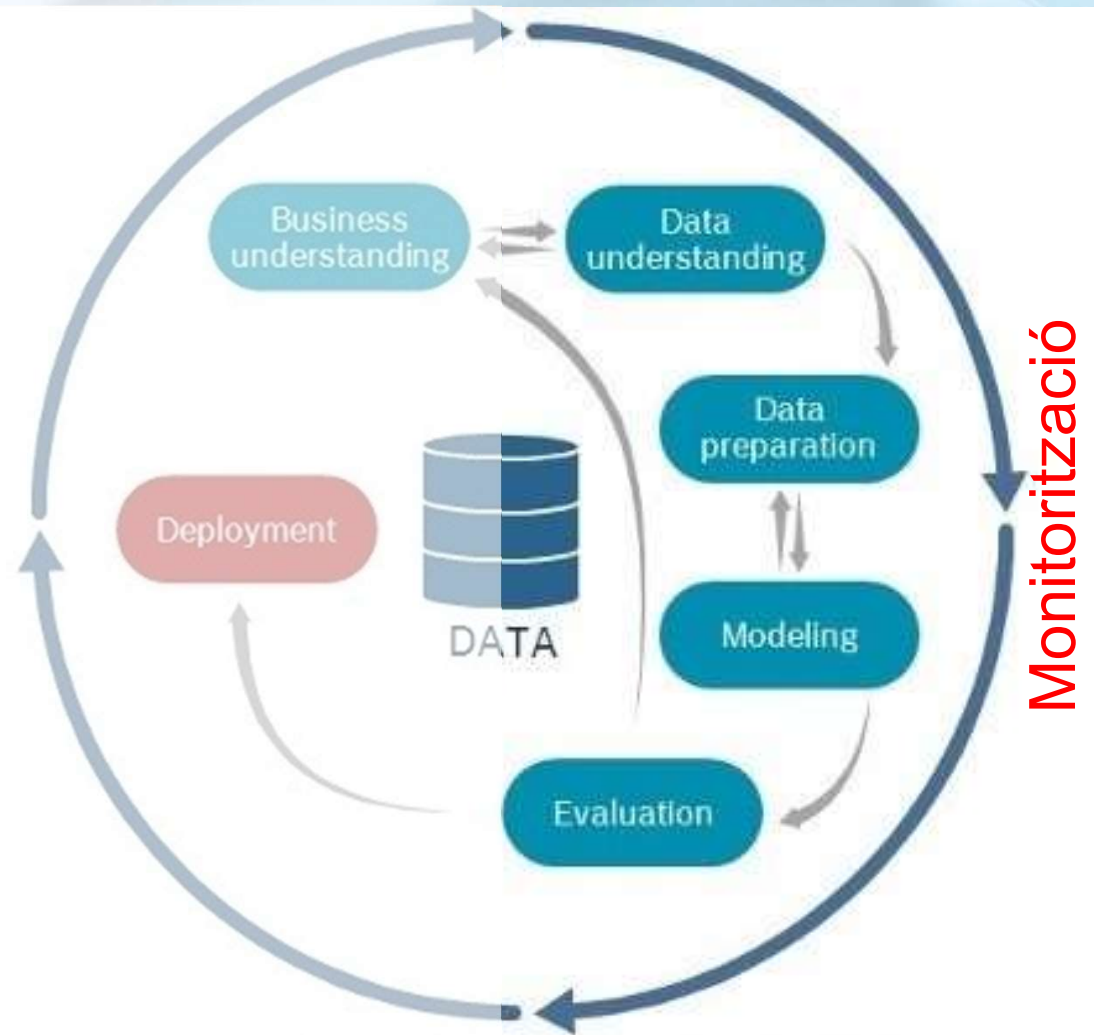 Business
understanding
Data
understanding
Data
preparation
Monitorització
Deployment
DATA
Modeling
Evaluation